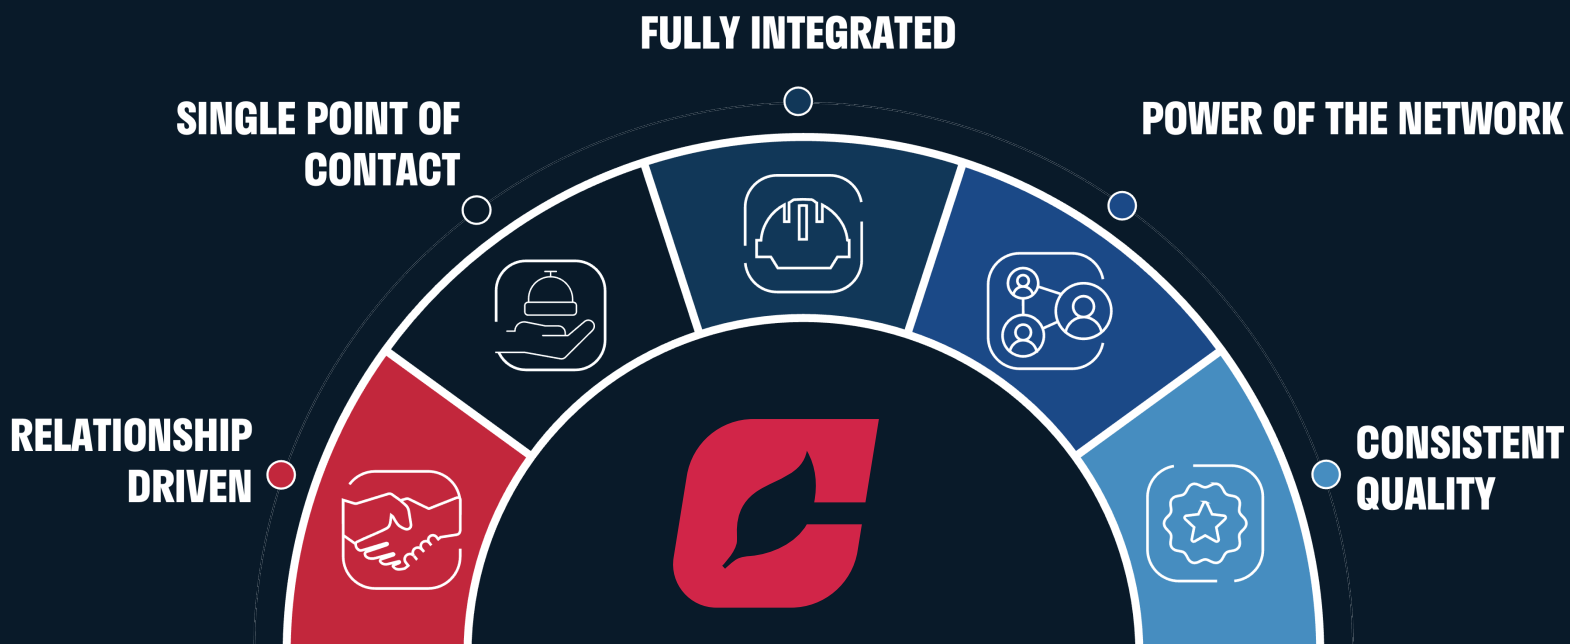 FULLY INTEGRATED
SINGLE POINT OF
CONTACT
POWER OF THE NETWORK
RELATIONSHIP
DRIVEN
CONSISTENT
QUALITY